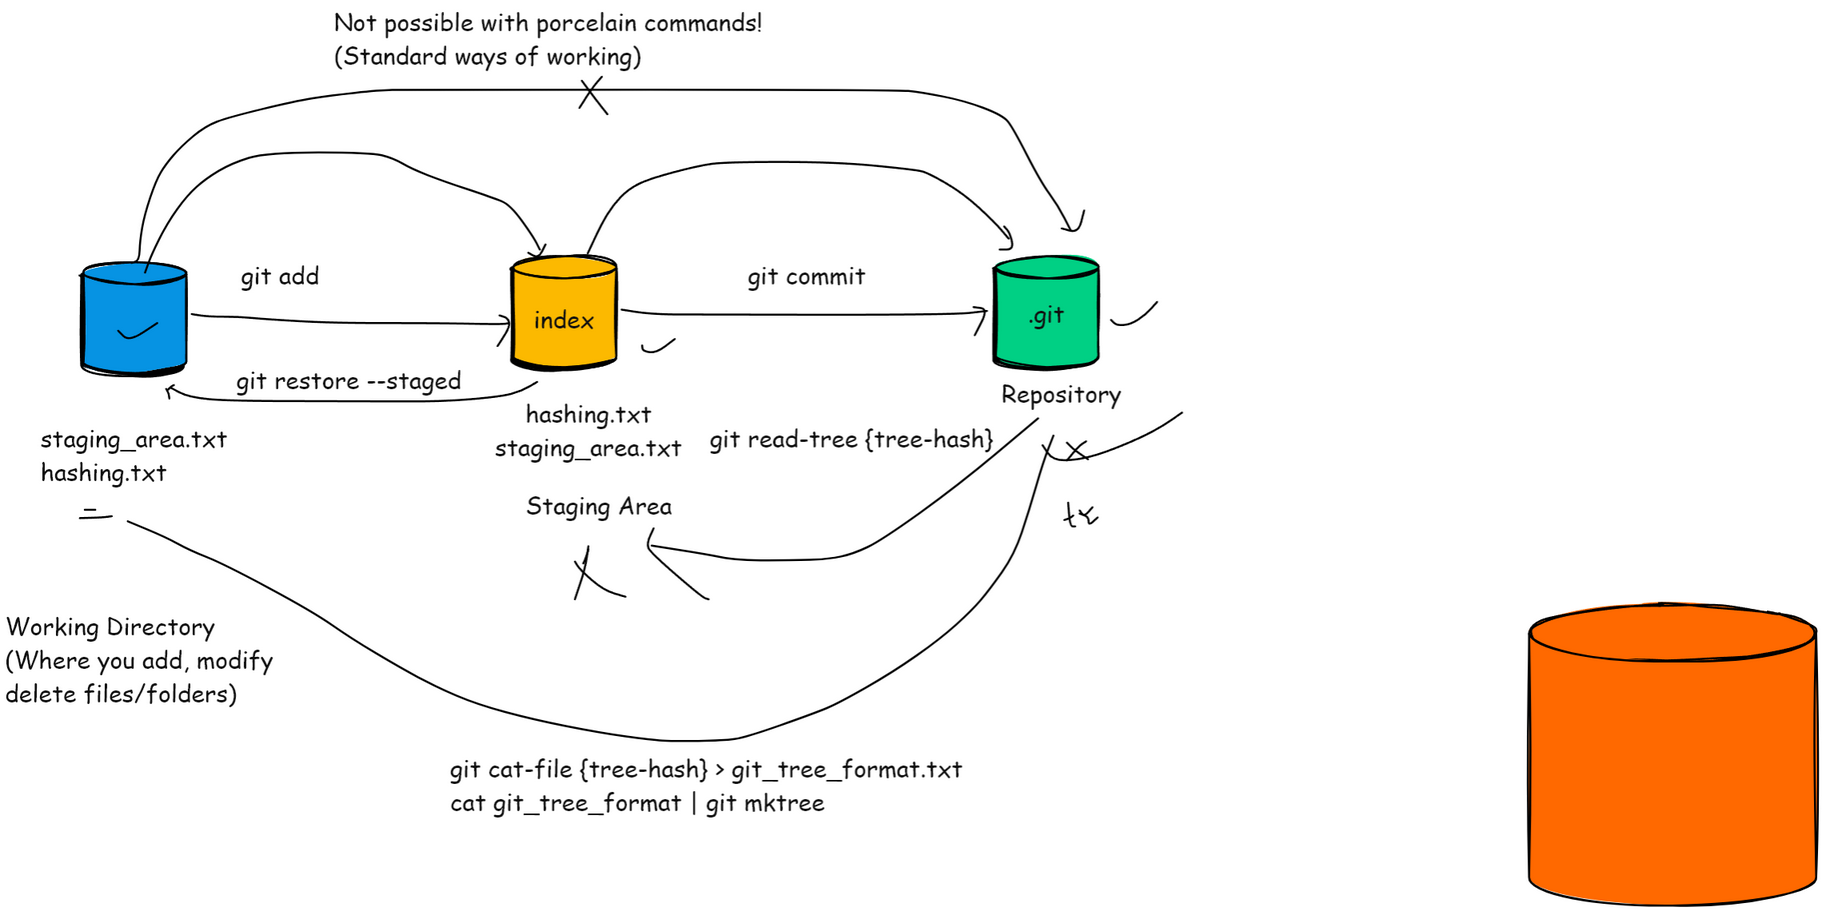 Not possible with porcelain commands!
(Standard ways of working)
git add
git commit
index
.git
git restore --staged
Repository
hashing.txt
staging_area.txt
staging_area.txt
hashing.txt
git read-tree {tree-hash}
Staging Area
Working Directory
(Where you add, modify
delete files/folders)
git cat-file {tree-hash} > git_tree_format.txt
cat git_tree_format | git mktree